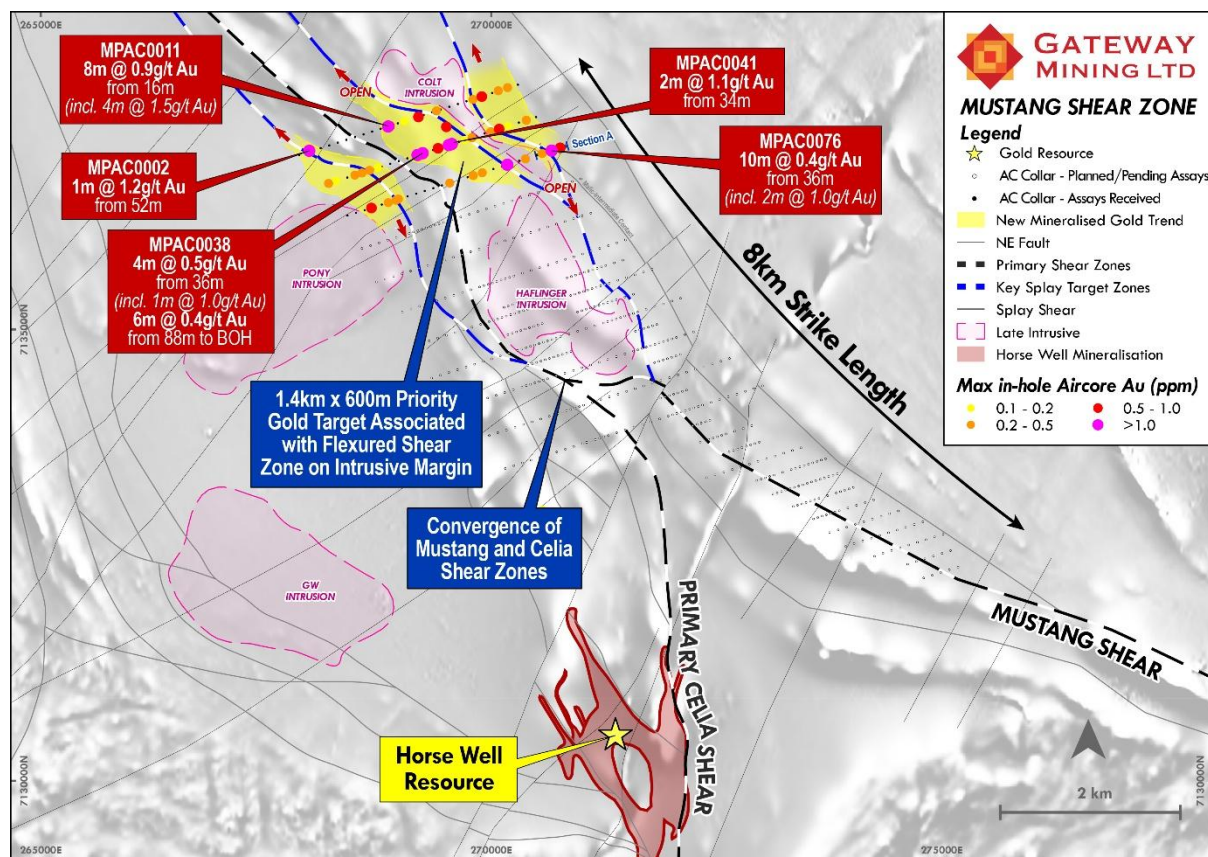 265000E
270000E
MPAC0011
8m @ 0.9g/t Au
from 16m
(incl. 4m @ 1.5g/t Au)
MPAC0041
2m @ 1.1g/t Au
from 34m
MPAC0002
1m @ 1.2g/t Au
from 52m
MPAC0076
10m @ 0.4g/t Au
from 36m
(incl. 2m @ 1.0g/t Au)
MPAC0038
4m @ 0.5g/t Au
from 36m
(incl. 1m @ 1.0g/t Au)
6m @ 0.4g/t Au
from 88m to BOH
OPEN
COLT
INTRUSION
Section A
OPEN
PONY
INTRUSION
HAFLINGER
INTRUSION
8km Strike Length
7135000N
1.4km x 600m Priority
Gold Target Associated
with Flexured Shear
Zone on Intrusive Margin
Convergence of
Mustang and Celia
Shear Zones
GW
INTRUSION
PRIMARY CELIA SHEAR
MUSTANG SHEAR
Horse Well
Resource
GATEWAY
MINING LTD
MUSTANG SHEAR ZONE
Legend
Gold Resource
AC Collar - Planned/Pending Assays
AC Collar - Assays Received
New Mineralised Gold Trend
NE Fault
Primary Shear Zones
Key Splay Target Zones
Splay Shear
Late Intrusive
Horse Well Mineralisation
Max in-hole Aircore Au (ppm)
0.1 - 0.2
0.5 - 1.0
0.2 - 0.5
>1.0
2 km
7130000N
7130000N
265000E
270000E
275000E